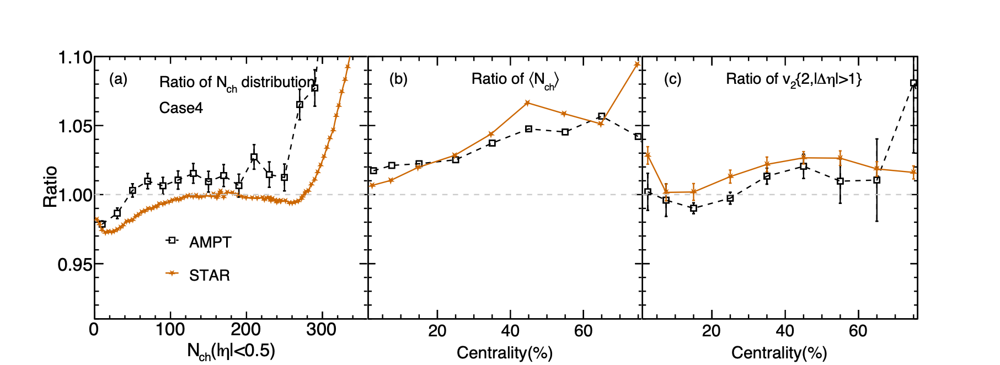 (a) Ratio of N_ch distribution
Case4
(b) Ratio of ⟨N_ch⟩
(c) Ratio of v_2{2,|Δη|>1}
1.10
1.05
1.00
0.95
Ratio
AMPT
STAR
0 100 200 300
20 40 60
20 40 60
N_ch(|η|<0.5)
Centrality(%)
Centrality(%)